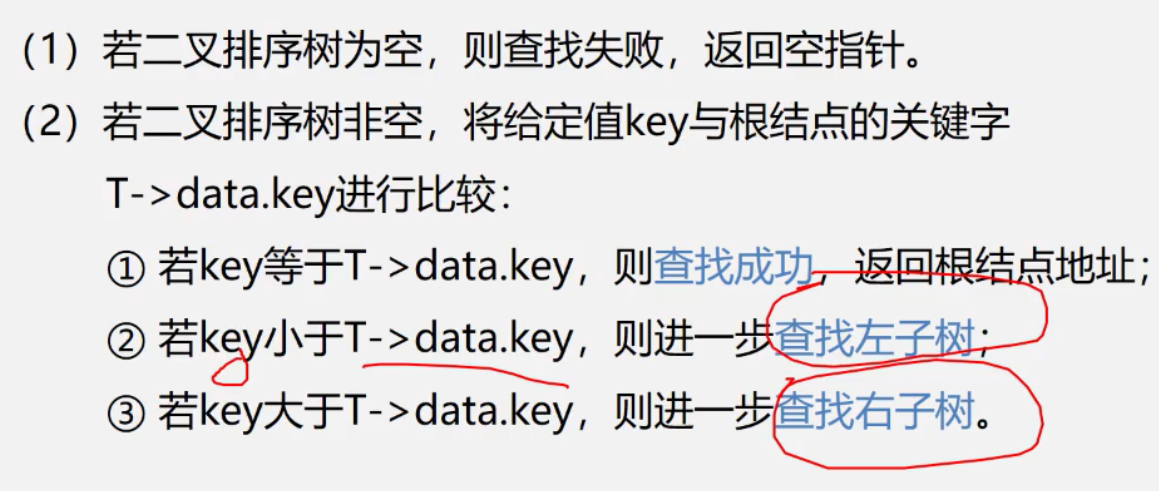 （1）若二叉排序树为空，则查找失败，返回空指针。
（2）若二叉排序树非空，将给定值key与根结点的关键字
T->data.key进行比较：
① 若key等于T->data.key，则查找成功，返回根结点地址；
② 若key小于T->data.key，则进一步查找左子树；
③ 若key大于T->data.key，则进一步查找右子树。